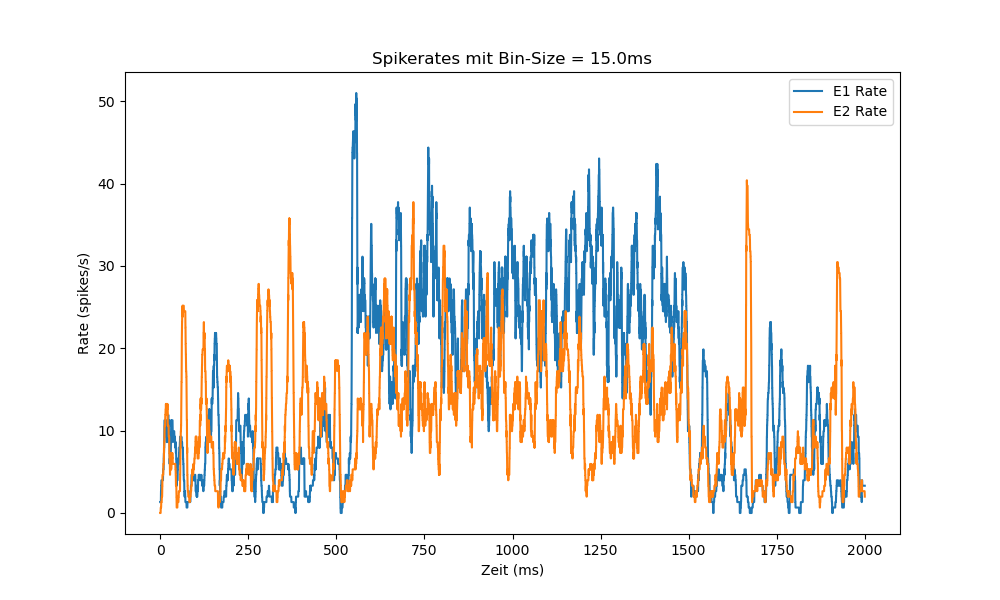 Spikerates mit Bin-Size = 15.0ms
E1 Rate
E2 Rate
50
40
30
20
10
0
Rate (spikes/s)
0 250 500 750 1000 1250 1500 1750 2000
Zeit (ms)